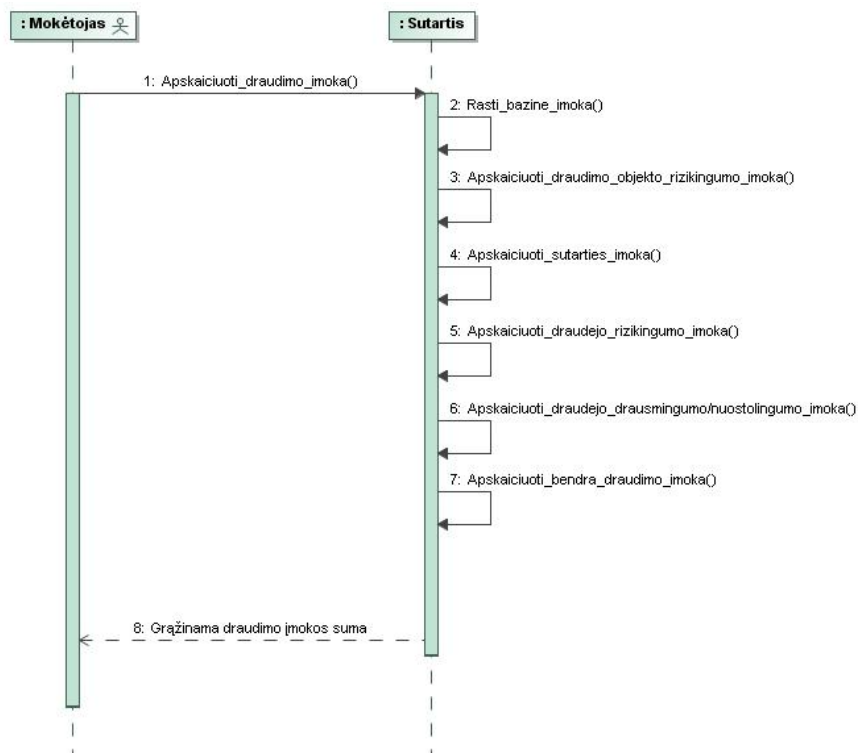 : Mokėtojas
: Sutartis
1: Apskaiciuoti_draudimo_imoka()
2: Rasti_bazine_imoka()
3: Apskaiciuoti_draudimo_objekto_rizikingumo_imoka()
4: Apskaiciuoti_sutarties_imoka()
5: Apskaiciuoti_draudejo_rizikingumo_imoka()
6: Apskaiciuoti_draudejo_drausmingumo/nuostolingumo_imoka()
7: Apskaiciuoti_bendra_draudimo_imoka()
8: Grąžinama draudimo įmokos suma